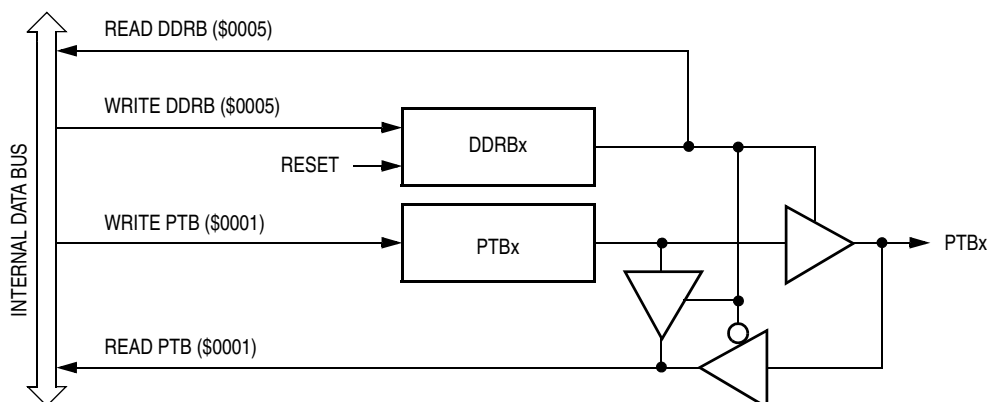 READ DDRB ($0005)
WRITE DDRB ($0005)
DDRBx
RESET
WRITE PTB ($0001)
PTBx
PTBx
READ PTB ($0001)
INTERNAL DATA BUS